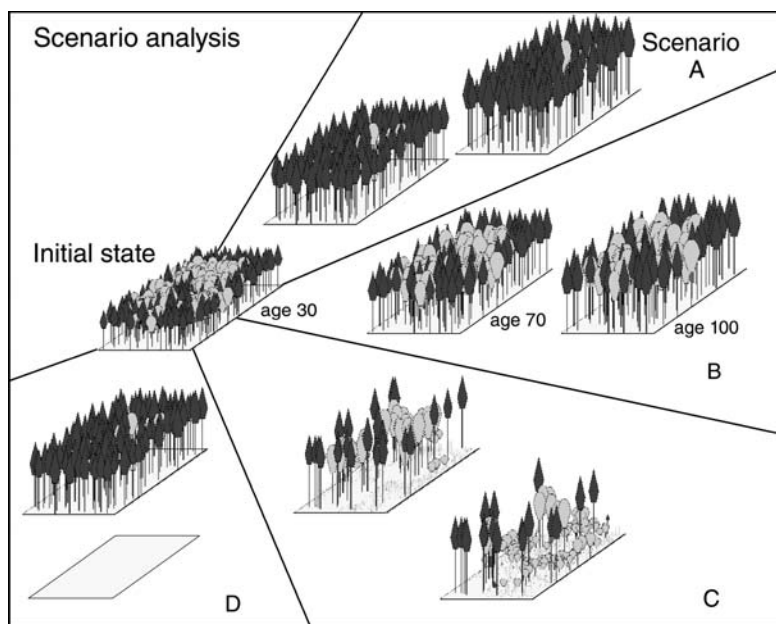 Scenario analysis
Scenario
A
Initial state
age 30
age 70
age 100
B
D
C